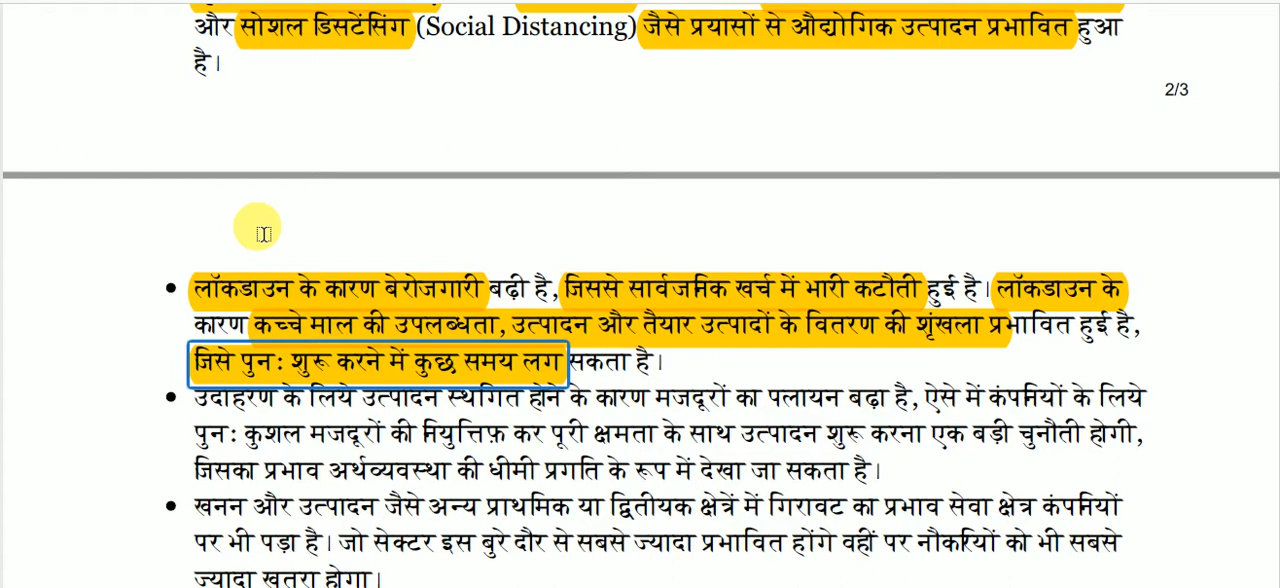 और सोशल डिसटेंसिंग (Social Distancing) जैसे प्रयासों से औद्योगिक उत्पादन प्रभावित हुआ
है।
2/3
लॉकडाउन के कारण बेरोजगारी बढ़ी है, जिससे सार्वजनिक खर्च में भारी कटौती हुई है। लॉकडाउन के
कारण कच्चे माल की उपलब्धता, उत्पादन और तैयार उत्पादों के वितरण की शृंखला प्रभावित हुई है,
जिसे पुनः शुरू करने में कुछ समय लग सकता है।
उदाहरण के लिये उत्पादन स्थगित होने के कारण मजदूरों का पलायन बढ़ा है, ऐसे में कंपनियों के लिये
पुनः कुशल मजदूरों की नियुत्तिफ़ कर पूरी क्षमता के साथ उत्पादन शुरू करना एक बड़ी चुनौती होगी,
जिसका प्रभाव अर्थव्यवस्था की धीमी प्रगति के रूप में देखा जा सकता है।
खनन और उत्पादन जैसे अन्य प्राथमिक या द्वितीयक क्षेत्रें में गिरावट का प्रभाव सेवा क्षेत्र कंपनियों
पर भी पड़ा है। जो सेक्टर इस बुरे दौर से सबसे ज्यादा प्रभावित होंगे वहीं पर नौकरियों को भी सबसे
ज्यादा खतरा होगा।